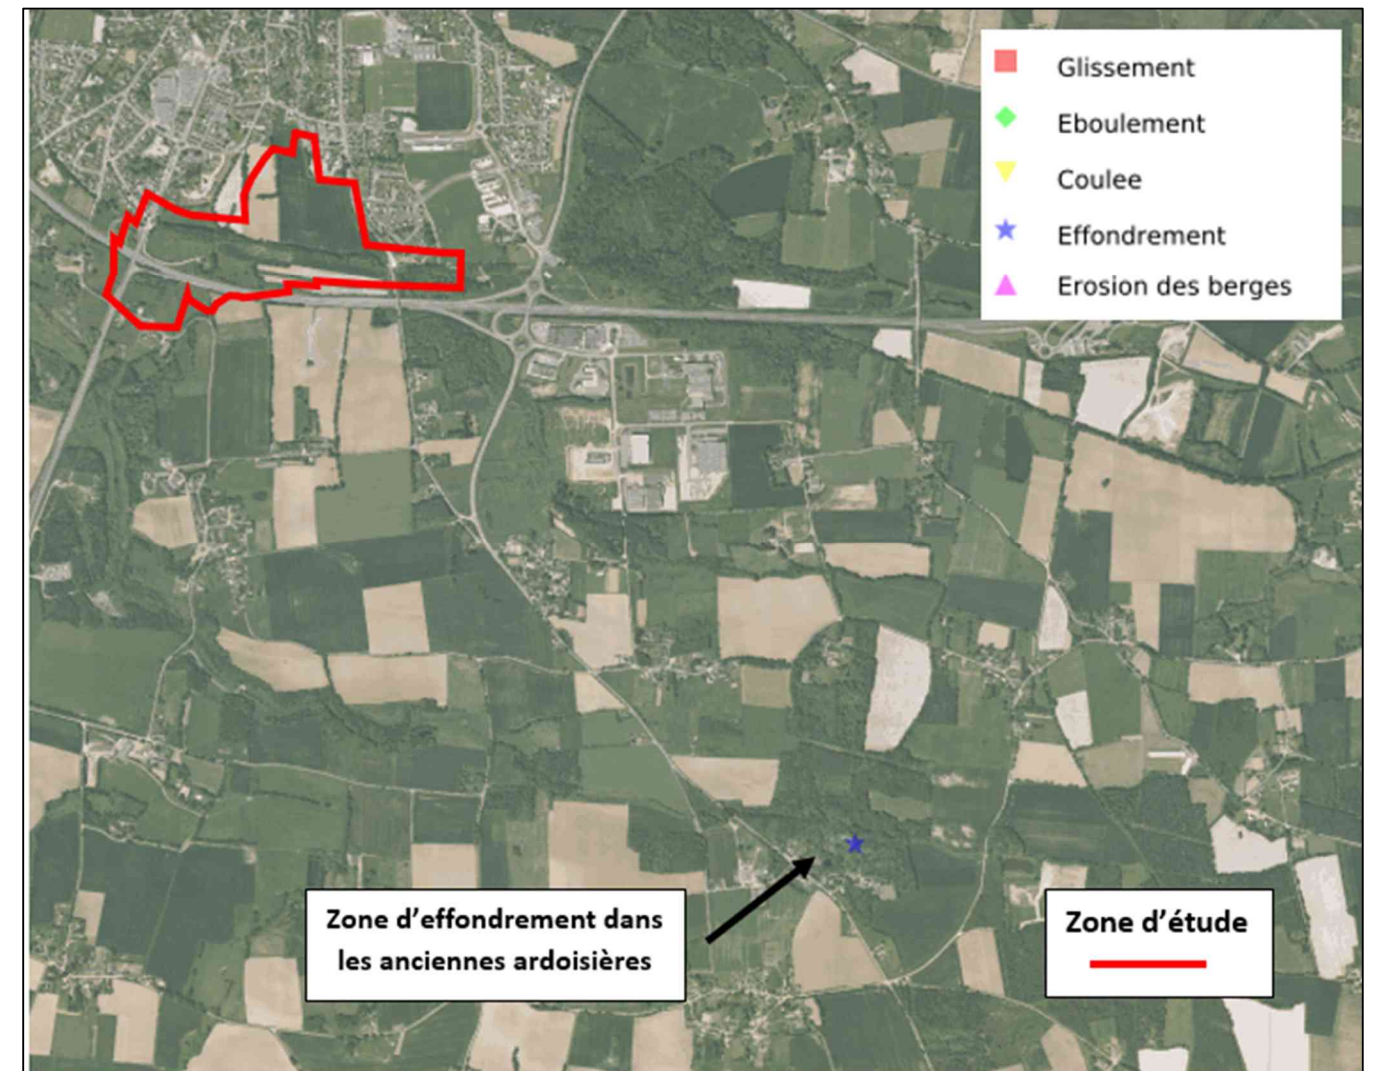 Glissement
Eboulement
Coulee
Effondrement
Erosion des berges
Zone d’effondrement dans
les anciennes ardoisières
Zone d’étude